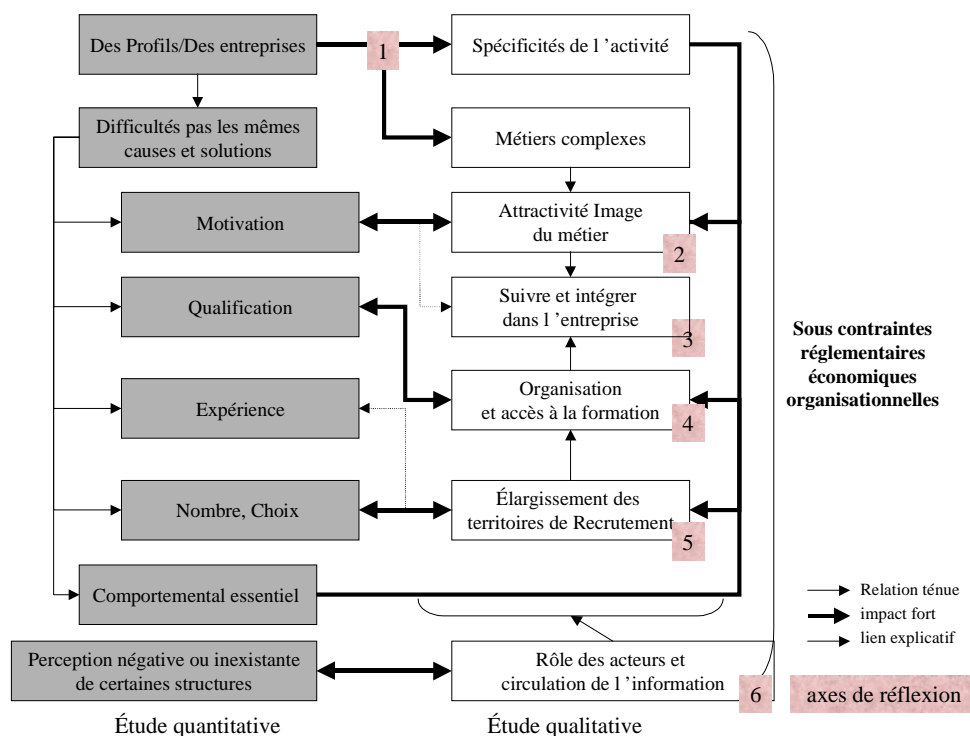 Des Profils/Des entreprises
1
Spécificités de l ’activité
Difficultés pas les mêmes
causes et solutions
Métiers complexes
Motivation
Attractivité Image
du métier
2
Qualification
Suivre et intégrer
dans l ’entreprise
3
Sous contraintes
réglementaires
économiques
organisationnelles
Expérience
Organisation
et accès à la formation
4
Nombre, Choix
Élargissement des
territoires de Recrutement
5
Comportemental essentiel
Relation ténue
impact fort
lien explicatif
Perception négative ou inexistante
de certaines structures
Rôle des acteurs et
circulation de l ’information
6
axes de réflexion
Étude quantitative
Étude qualitative